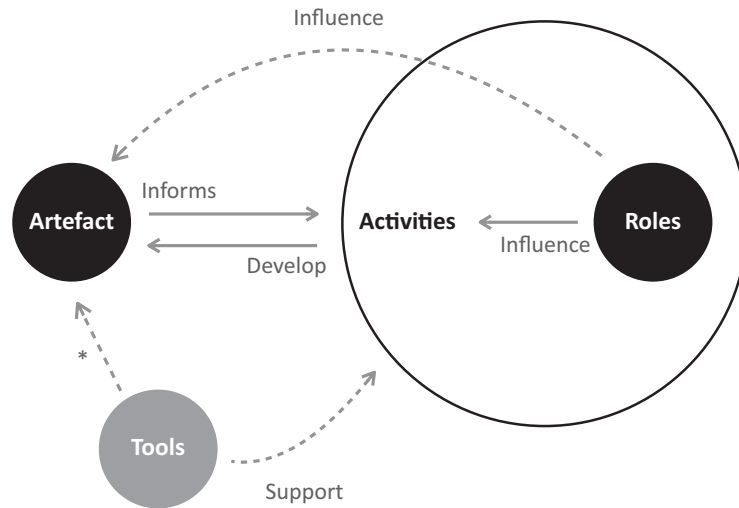 Influence
Informs
Artefact
Activities
Roles
Influence
Develop
*
Tools
Support